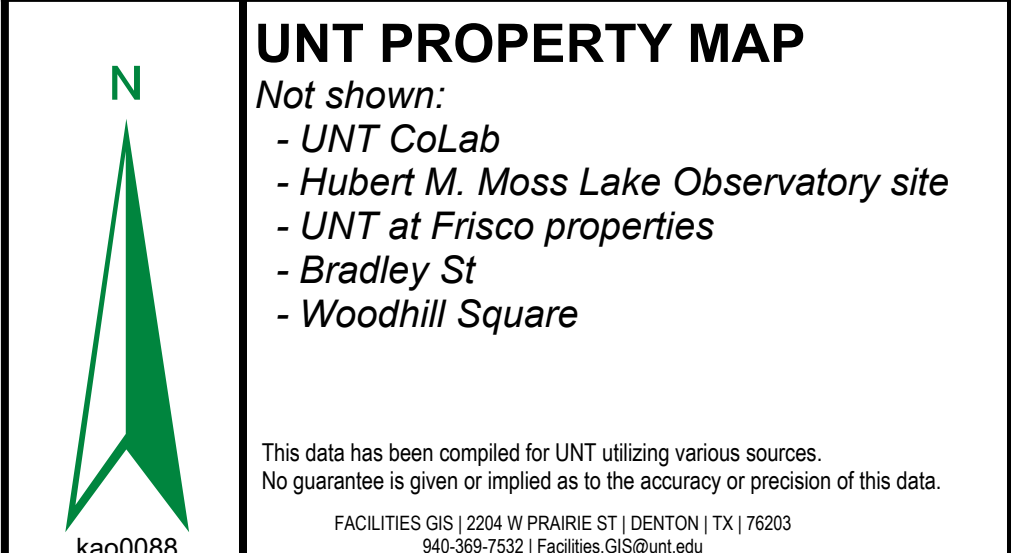 N
kao0088
UNT PROPERTY MAP
Not shown:
- UNT CoLab
- Hubert M. Moss Lake Observatory site
- UNT at Frisco properties
- Bradley St
- Woodhill Square
This data has been compiled for UNT utilizing various sources.
No guarantee is given or implied as to the accuracy or precision of this data.
FACILITIES GIS | 2204 W PRAIRIE ST | DENTON | TX | 76203
940-369-7532 | Facilities.GIS@unt.edu